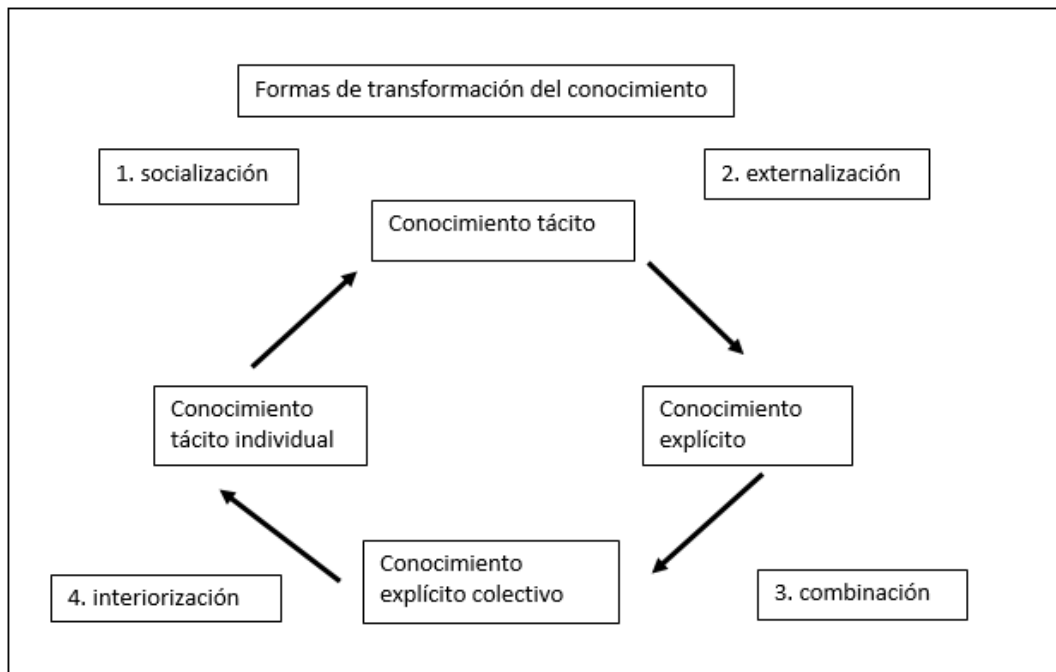 Formas de transformación del conocimiento
1. socialización
2. externalización
Conocimiento tácito
Conocimiento
tácito individual
Conocimiento
explícito
Conocimiento
explícito colectivo
4. interiorización
3. combinación